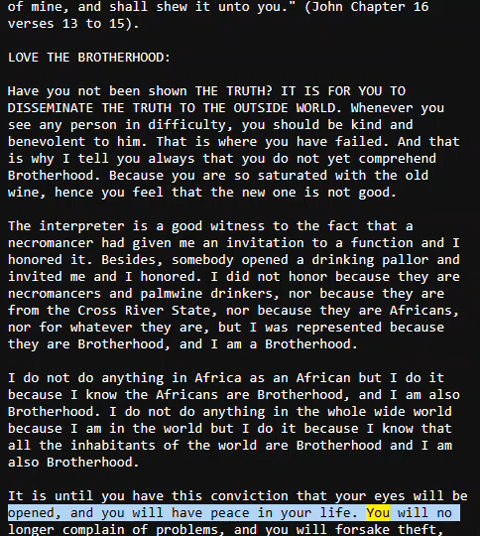 of mine, and shall shew it unto you." (John Chapter 16
verses 13 to 15).
LOVE THE BROTHERHOOD:
Have you not been shown THE TRUTH? IT IS FOR YOU TO
DISSEMINATE THE TRUTH TO THE OUTSIDE WORLD. Whenever you
see any person in difficulty, you should be kind and
benevolent to him. That is where you have failed. And that
is why I tell you always that you do not yet comprehend
Brotherhood. Because you are so saturated with the old
wine, hence you feel that the new one is not good.
The interpreter is a good witness to the fact that a
necromancer had given me an invitation to a function and I
honored it. Besides, somebody opened a drinking pallor and
invited me and I honored. I did not honor because they are
necromancers and palmwine drinkers, nor because they are
from the Cross River State, nor because they are Africans,
nor for whatever they are, but I was represented because
they are Brotherhood, and I am a Brotherhood.
I do not do anything in Africa as an African but I do it
because I know the Africans are Brotherhood, and I am also
Brotherhood. I do not do anything in the whole wide world
because I am in the world but I do it because I know that
all the inhabitants of the world are Brotherhood and I am
also Brotherhood.
It is until you have this conviction that your eyes will be
opened, and you will have peace in your life. You will no
longer complain of problems, and you will forsake theft,